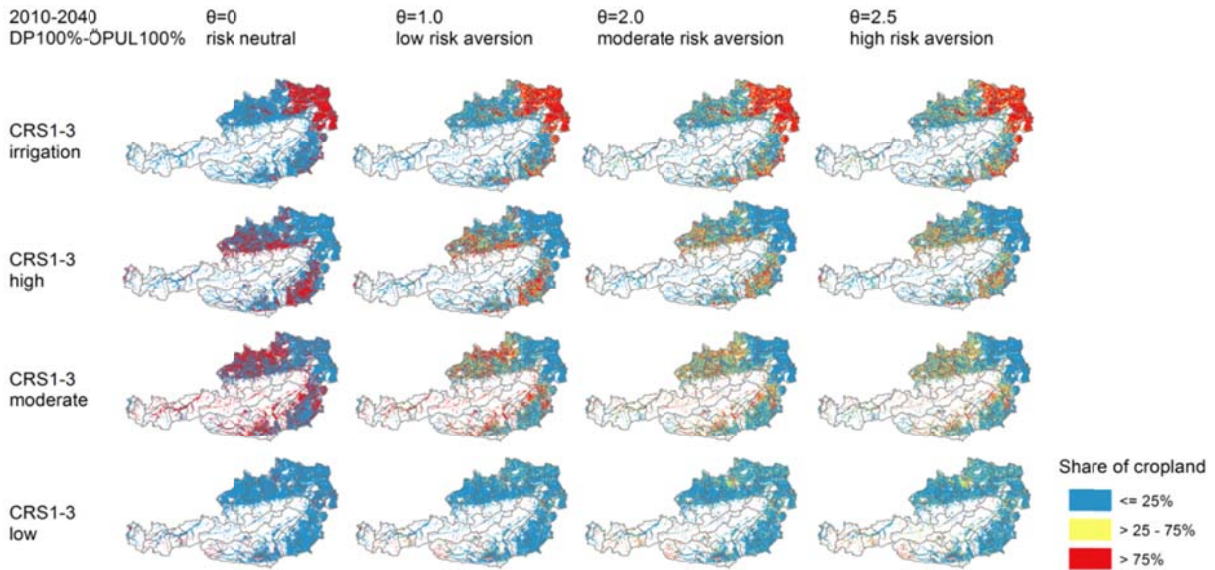 2010-2040 θ=0 θ=1.0 θ=2.0 θ=2.5
DP100%-ÖPUL100% risk neutral low risk aversion moderate risk aversion high risk aversion
CRS1-3
irrigation
CRS1-3
high
CRS1-3
moderate
CRS1-3
low
Share of cropland
<= 25%
> 25 - 75%
> 75%